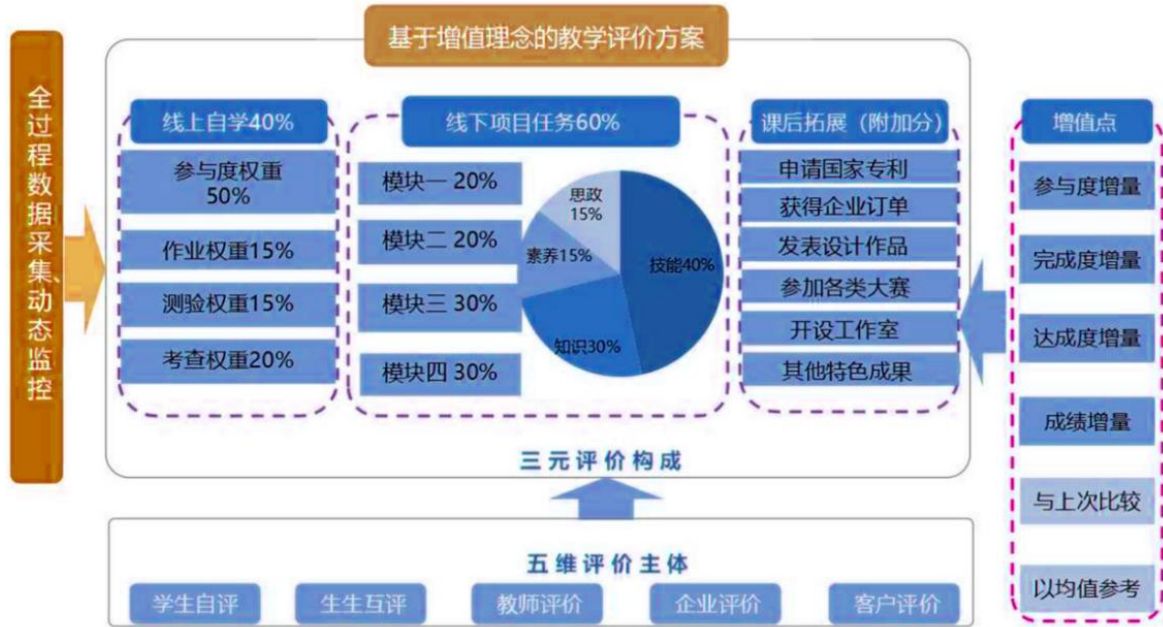 基于增值理念的教学评价方案
全过程数据采集、动态监控
线上自学40%
参与度权重
50%
作业权重15%
测验权重15%
考查权重20%
线下项目任务60%
模块一 20%
模块二 20%
模块三 30%
模块四 30%
思政
15%
素养15%
技能40%
知识30%
课后拓展（附加分）
申请国家专利
获得企业订单
发表设计作品
参加各类大赛
开设工作室
其他特色成果
增值点
参与度增量
完成度增量
达成度增量
成绩增量
与上次比较
以均值参考
三元评价构成
五维评价主体
学生自评
生生互评
教师评价
企业评价
客户评价